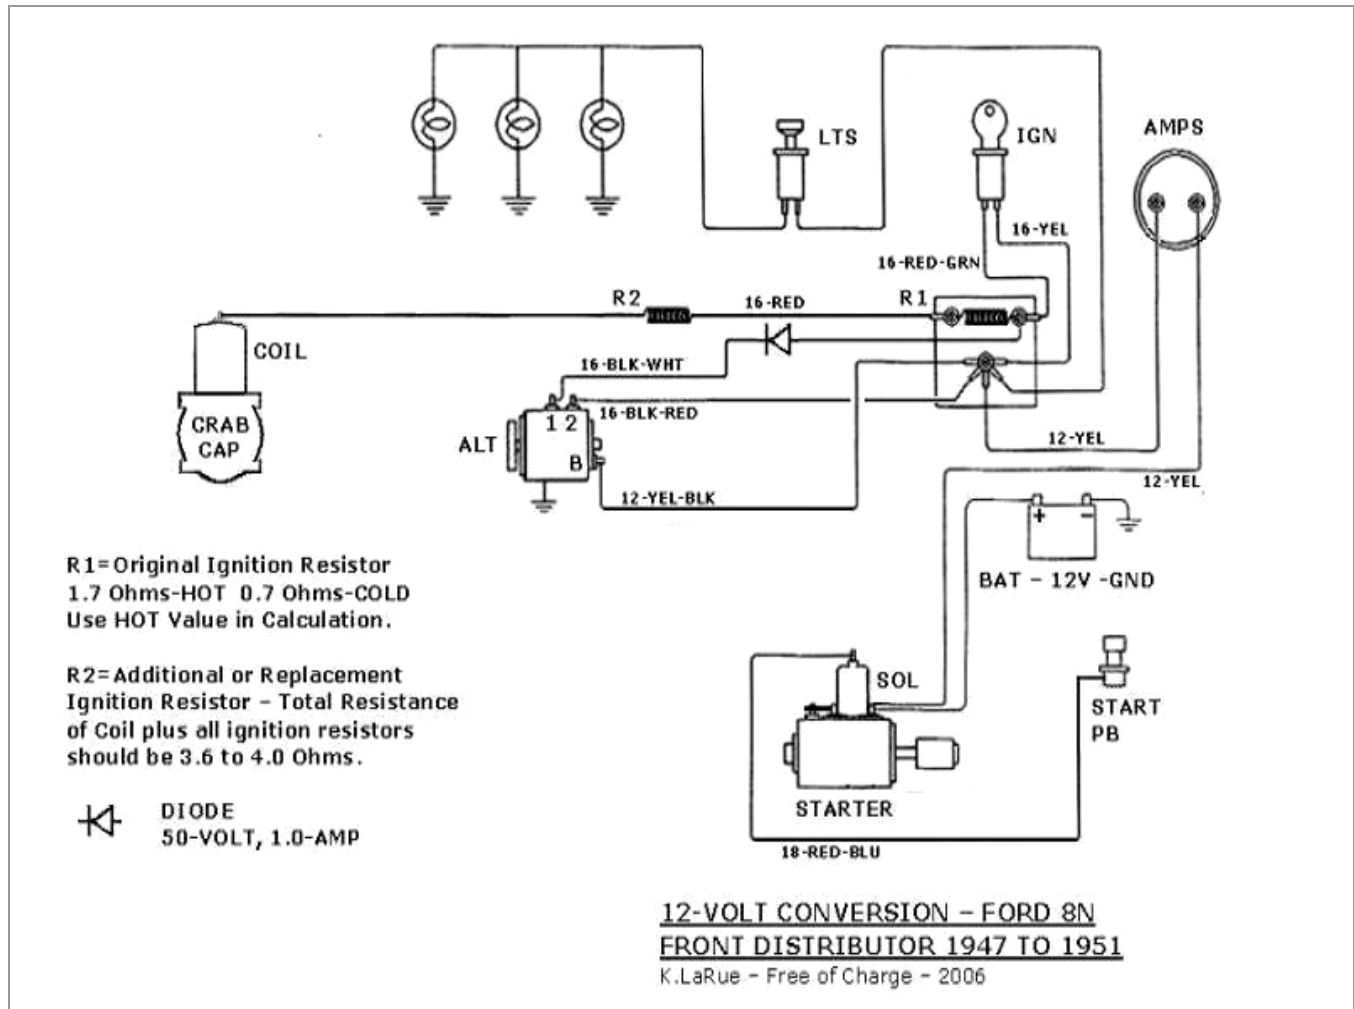 LTS
IGN
AMPS
16-YEL
16-RED-GRN
R2
16-RED
R1
COIL
16-BLK-WHT
CRAB
CAP
ALT
1 2
B
16-BLK-RED
12-YEL
12-YEL
12-YEL-BLK
+ -
BAT - 12V -GND
R1=Original Ignition Resistor
1.7 Ohms-HOT 0.7 Ohms-COLD
Use HOT Value in Calculation.
R2=Additional or Replacement
Ignition Resistor - Total Resistance
of Coil plus all ignition resistors
should be 3.6 to 4.0 Ohms.
DIODE
50-VOLT, 1.0-AMP
SOL
START
PB
STARTER
18-RED-BLU
12-VOLT CONVERSION - FORD 8N
FRONT DISTRIBUTOR 1947 TO 1951
K.LaRue - Free of Charge - 2006